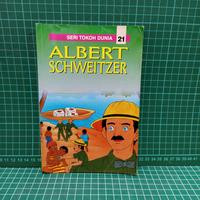 SERI TOKOH DUNIA 21
ALBERT
SCHWEITZER